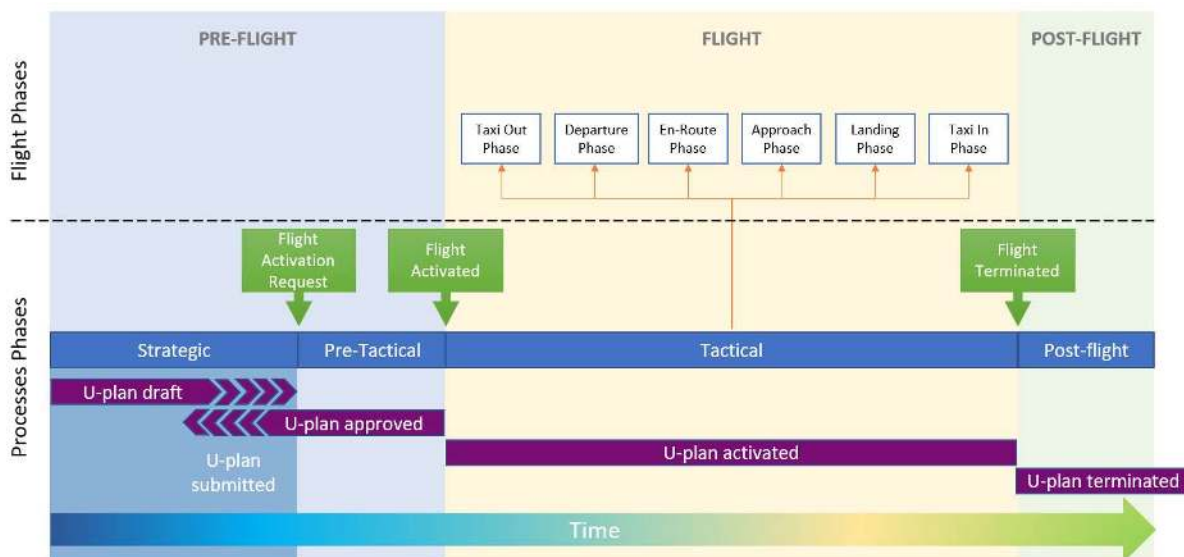 PRE-FLIGHT
FLIGHT
POST-FLIGHT
Flight Phases
Taxi Out
Phase
Departure
Phase
En-Route
Phase
Approach
Phase
Landing
Phase
Taxi In
Phase
Processes Phases
Flight
Activation
Request
Flight
Activated
Flight
Terminated
Strategic
Pre-Tactical
Tactical
Post-flight
U-plan draft
U-plan approved
U-plan activated
U-plan
submitted
U-plan terminated
Time